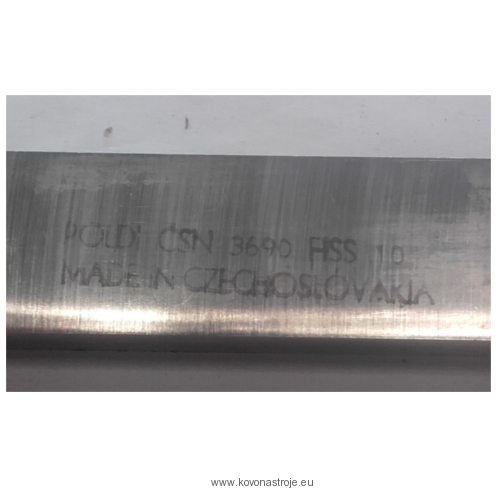 POLDI ČSN 3690 HSS 10
MADE IN CZECHOSLOVAKIA
www.kovonastroje.eu